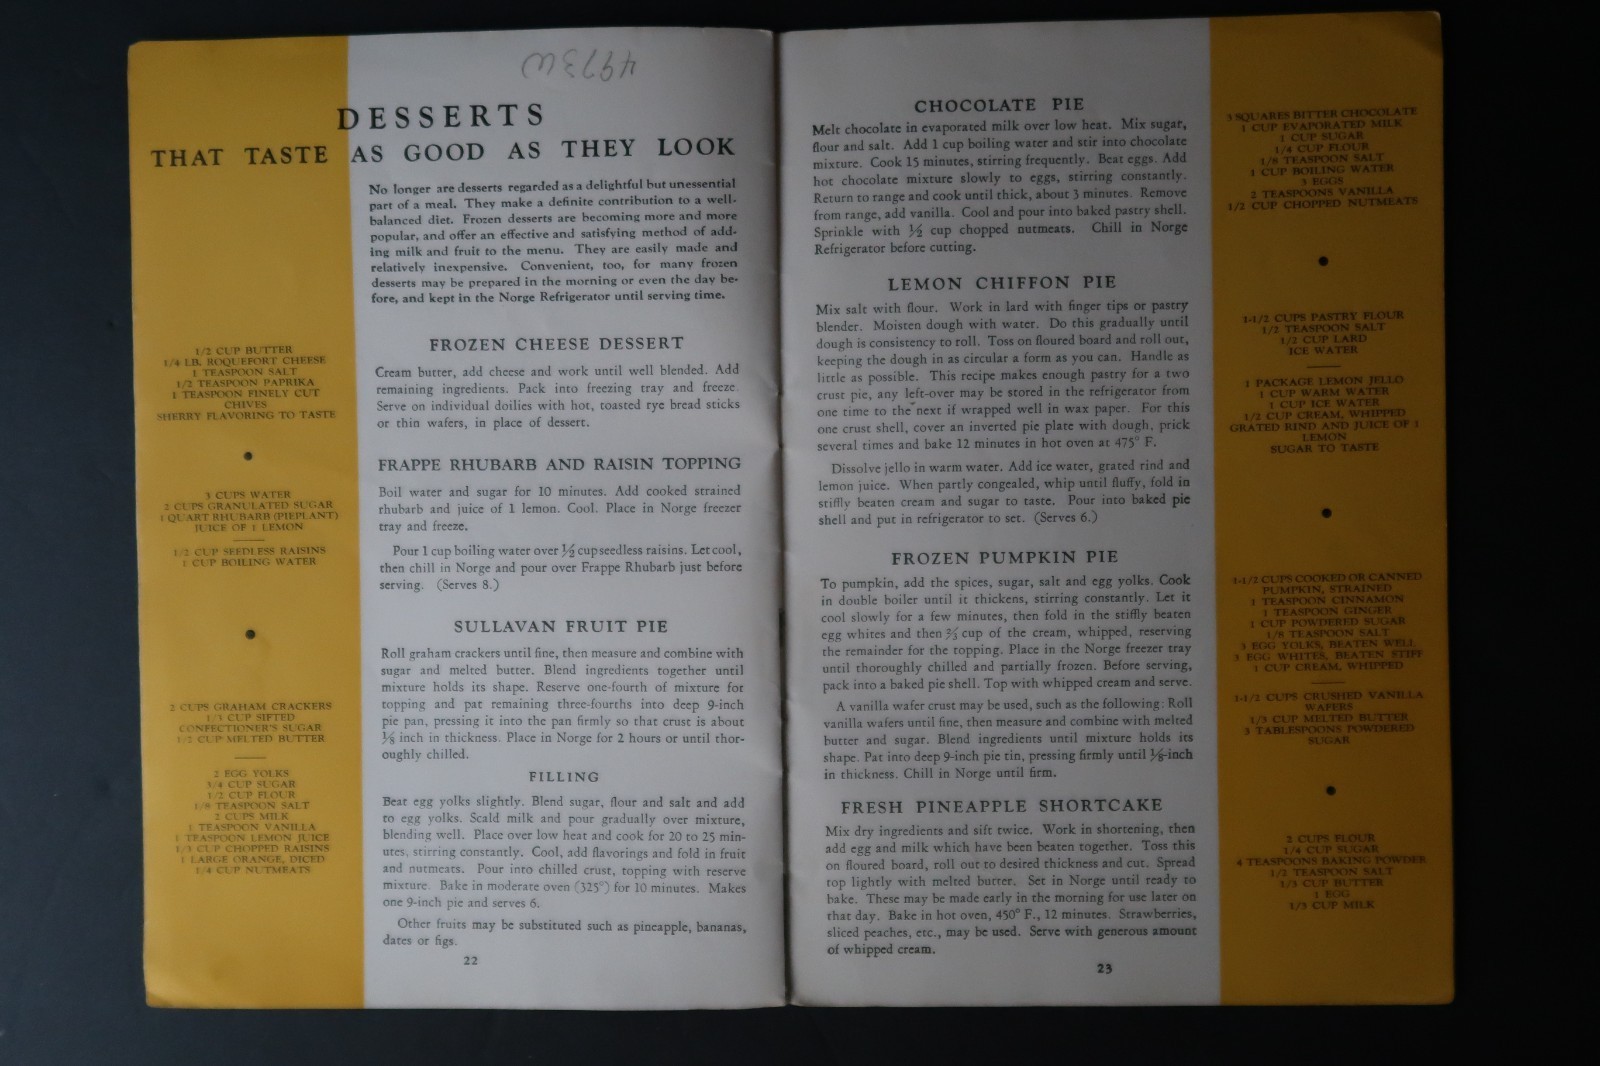 DESSERTS
THAT TASTE AS GOOD AS THEY LOOK
No longer are desserts regarded as a delightful but unessential
part of a meal. They make a definite contribution to a well-
balanced diet. Frozen desserts are becoming more and more
popular, and offer an effective and satisfying method of add-
ing milk and fruit to the menu. They are easily made and
relatively inexpensive. Convenient, too, for many frozen
desserts may be prepared in the morning or even the day be-
fore, and kept in the Norge Refrigerator until serving time.
1/2 CUP BUTTER
1/4 LB. ROQUEFORT CHEESE
1 TEASPOON SALT
1/2 TEASPOON PAPRIKA
1 TEASPOON FINELY CUT
CHIVES
SHERRY FLAVORING TO TASTE
FROZEN CHEESE DESSERT
Cream butter, add cheese and work until well blended. Add
remaining ingredients. Pack into freezing tray and freeze.
Serve on individual doilies with hot, toasted rye bread sticks
or thin wafers, in place of dessert.
3 CUPS WATER
2 CUPS GRANULATED SUGAR
1 QUART RHUBARB (PIEPLANT)
JUICE OF 1 LEMON
1/2 CUP SEEDLESS RAISINS
1 CUP BOILING WATER
FRAPPE RHUBARB AND RAISIN TOPPING
Boil water and sugar for 10 minutes. Add cooked strained
rhubarb and juice of 1 lemon. Cool. Place in Norge freezer
tray and freeze.
Pour 1 cup boiling water over ½ cup seedless raisins. Let cool,
then chill in Norge and pour over Frappe Rhubarb just before
serving. (Serves 8.)
2 CUPS GRAHAM CRACKERS
1/3 CUP SIFTED
CONFECTIONER'S SUGAR
1/2 CUP MELTED BUTTER
2 EGG YOLKS
3/4 CUP SUGAR
1/2 CUP FLOUR
1/8 TEASPOON SALT
2 CUPS MILK
1 TEASPOON VANILLA
1 TEASPOON LEMON JUICE
1/3 CUP CHOPPED RAISINS
1 LARGE ORANGE, DICED
1/4 CUP NUTMEATS
SULLAVAN FRUIT PIE
Roll graham crackers until fine, then measure and combine with
sugar and melted butter. Blend ingredients together until
mixture holds its shape. Reserve one-fourth of mixture for
topping and pat remaining three-fourths into deep 9-inch
pie pan, pressing it into the pan firmly so that crust is about
⅛ inch in thickness. Place in Norge for 2 hours or until thor-
oughly chilled.
FILLING
Beat egg yolks slightly. Blend sugar, flour and salt and add
to egg yolks. Scald milk and pour gradually over mixture,
blending well. Place over low heat and cook for 20 to 25 min-
utes, stirring constantly. Cool, add flavorings and fold in fruit
and nutmeats. Pour into chilled crust, topping with reserve
mixture. Bake in moderate oven (325°) for 10 minutes. Makes
one 9-inch pie and serves 6.
Other fruits may be substituted such as pineapple, bananas,
dates or figs.
22
CHOCOLATE PIE
Melt chocolate in evaporated milk over low heat. Mix sugar,
flour and salt. Add 1 cup boiling water and stir into chocolate
mixture. Cook 15 minutes, stirring frequently. Beat eggs. Add
hot chocolate mixture slowly to eggs, stirring constantly.
Return to range and cook until thick, about 3 minutes. Remove
from range, add vanilla. Cool and pour into baked pastry shell.
Sprinkle with ½ cup chopped nutmeats. Chill in Norge
Refrigerator before cutting.
3 SQUARES BITTER CHOCOLATE
1 CUP EVAPORATED MILK
1 CUP SUGAR
1/4 CUP FLOUR
1/8 TEASPOON SALT
1 CUP BOILING WATER
3 EGGS
2 TEASPOONS VANILLA
1/2 CUP CHOPPED NUTMEATS
LEMON CHIFFON PIE
Mix salt with flour. Work in lard with finger tips or pastry
blender. Moisten dough with water. Do this gradually until
dough is consistency to roll. Toss on floured board and roll out,
keeping the dough in as circular a form as you can. Handle as
little as possible. This recipe makes enough pastry for a two
crust pie, any left-over may be stored in the refrigerator from
one time to the next if wrapped well in wax paper. For this
one crust shell, cover an inverted pie plate with dough, prick
several times and bake 12 minutes in hot oven at 475° F.
Dissolve jello in warm water. Add ice water, grated rind and
lemon juice. When partly congealed, whip until fluffy, fold in
stiffly beaten cream and sugar to taste. Pour into baked pie
shell and put in refrigerator to set. (Serves 6.)
1-1/2 CUPS PASTRY FLOUR
1/2 TEASPOON SALT
1/2 CUP LARD
ICE WATER
1 PACKAGE LEMON JELLO
1 CUP WARM WATER
1 CUP ICE WATER
1/2 CUP CREAM, WHIPPED
GRATED RIND AND JUICE OF 1
LEMON
SUGAR TO TASTE
FROZEN PUMPKIN PIE
To pumpkin, add the spices, sugar, salt and egg yolks. Cook
in double boiler until it thickens, stirring constantly. Let it
cool slowly for a few minutes, then fold in the stiffly beaten
egg whites and then ⅔ cup of the cream, whipped, reserving
the remainder for the topping. Place in the Norge freezer tray
until thoroughly chilled and partially frozen. Before serving,
pack into a baked pie shell. Top with whipped cream and serve.
A vanilla wafer crust may be used, such as the following: Roll
vanilla wafers until fine, then measure and combine with melted
butter and sugar. Blend ingredients until mixture holds its
shape. Pat into deep 9-inch pie tin, pressing firmly until ⅛-inch
in thickness. Chill in Norge until firm.
1-1/2 CUPS COOKED OR CANNED
PUMPKIN, STRAINED
1 TEASPOON CINNAMON
1 TEASPOON GINGER
1 CUP POWDERED SUGAR
1/8 TEASPOON SALT
3 EGG YOLKS, BEATEN WELL
3 EGG WHITES, BEATEN STIFF
1 CUP CREAM, WHIPPED
1-1/2 CUPS CRUSHED VANILLA
WAFERS
1/3 CUP MELTED BUTTER
3 TABLESPOONS POWDERED
SUGAR
FRESH PINEAPPLE SHORTCAKE
Mix dry ingredients and sift twice. Work in shortening, then
add egg and milk which have been beaten together. Toss this
on floured board, roll out to desired thickness and cut. Spread
top lightly with melted butter. Set in Norge until ready to
bake. These may be made early in the morning for use later on
that day. Bake in hot oven, 450° F., 12 minutes. Strawberries,
sliced peaches, etc., may be used. Serve with generous amount
of whipped cream.
2 CUPS FLOUR
1/4 CUP SUGAR
4 TEASPOONS BAKING POWDER
1/2 TEASPOON SALT
1/3 CUP BUTTER
1 EGG
1/3 CUP MILK
23